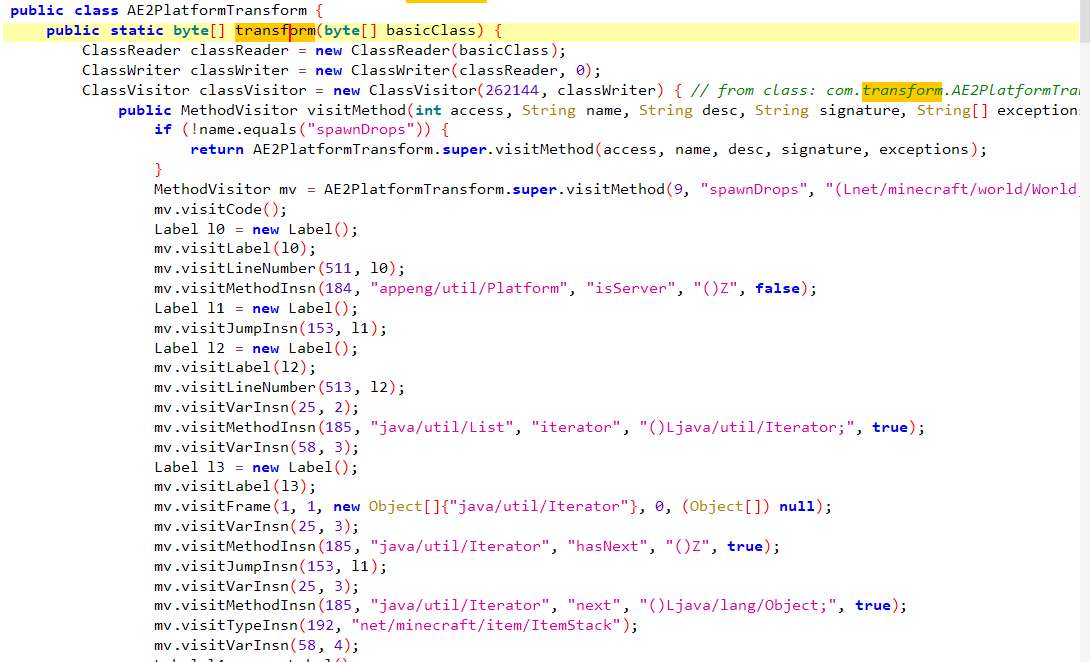 public class AE2PlatformTransform {
    public static byte[] transform(byte[] basicClass) {
        ClassReader classReader = new ClassReader(basicClass);
        ClassWriter classWriter = new ClassWriter(classReader, 0);
        ClassVisitor classVisitor = new ClassVisitor(262144, classWriter) { // from class: com.transform.AE2PlatformTra
            public MethodVisitor visitMethod(int access, String name, String desc, String signature, String[] exception
                if (!name.equals("spawnDrops")) {
                    return AE2PlatformTransform.super.visitMethod(access, name, desc, signature, exceptions);
                }
                MethodVisitor mv = AE2PlatformTransform.super.visitMethod(9, "spawnDrops", "(Lnet/minecraft/world/World
                mv.visitCode();
                Label l0 = new Label();
                mv.visitLabel(l0);
                mv.visitLineNumber(511, l0);
                mv.visitMethodInsn(184, "appeng/util/Platform", "isServer", "()Z", false);
                Label l1 = new Label();
                mv.visitJumpInsn(153, l1);
                Label l2 = new Label();
                mv.visitLabel(l2);
                mv.visitLineNumber(513, l2);
                mv.visitVarInsn(25, 2);
                mv.visitMethodInsn(185, "java/util/List", "iterator", "()Ljava/util/Iterator;", true);
                mv.visitVarInsn(58, 3);
                Label l3 = new Label();
                mv.visitLabel(l3);
                mv.visitFrame(1, 1, new Object[]{"java/util/Iterator"}, 0, (Object[]) null);
                mv.visitVarInsn(25, 3);
                mv.visitMethodInsn(185, "java/util/Iterator", "hasNext", "()Z", true);
                mv.visitJumpInsn(153, l1);
                mv.visitVarInsn(25, 3);
                mv.visitMethodInsn(185, "java/util/Iterator", "next", "()Ljava/lang/Object;", true);
                mv.visitTypeInsn(192, "net/minecraft/item/ItemStack");
                mv.visitVarInsn(58, 4);